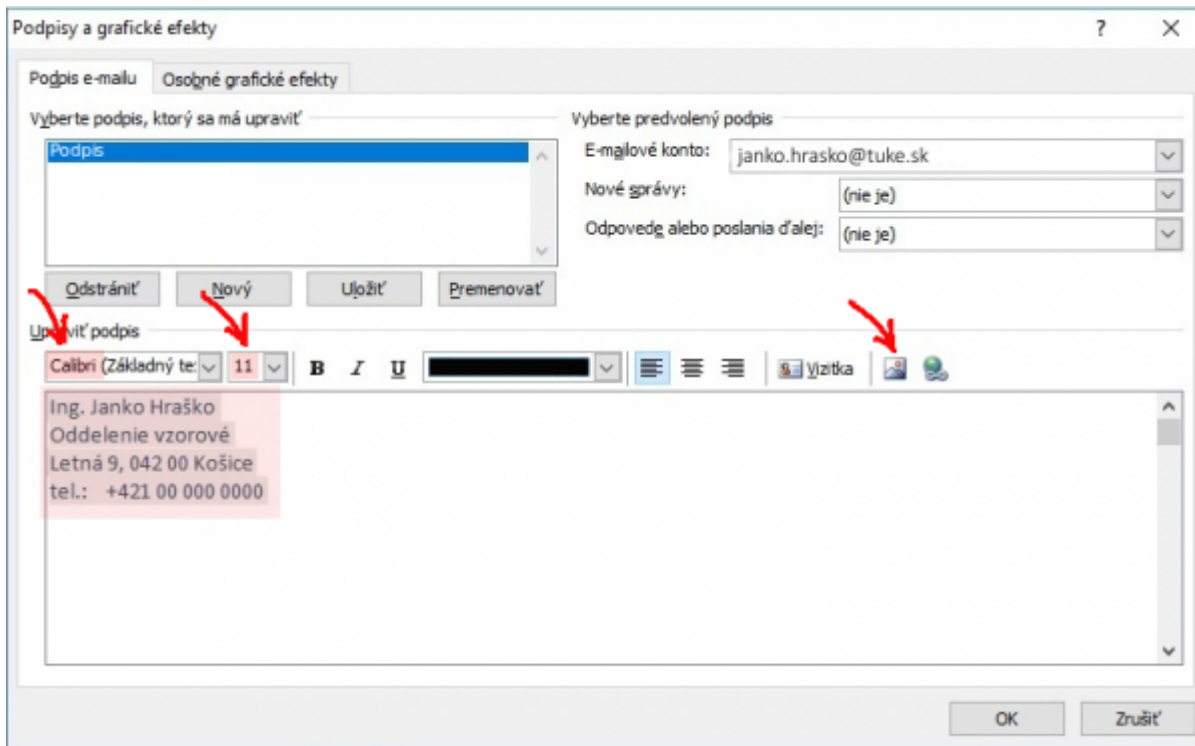 Podpisy a grafické efekty
Podpis e-mailu
Osobné grafické efekty
Vyberte podpis, ktorý sa má upraviť
Podpis
Odstrániť
Nový
Uložiť
Premenovať
Vyberte predvolený podpis
E-mailové konto: janko.hrasko@tuke.sk
Nové správy: (nie je)
Odpovede alebo poslania ďalej: (nie je)
Upraviť podpis
Calibri (Základný te: 11 B I U Vizitka
Ing. Janko Hraško
Oddelenie vzorové
Letná 9, 042 00 Košice
tel.: +421 00 000 0000
OK
Zrušiť